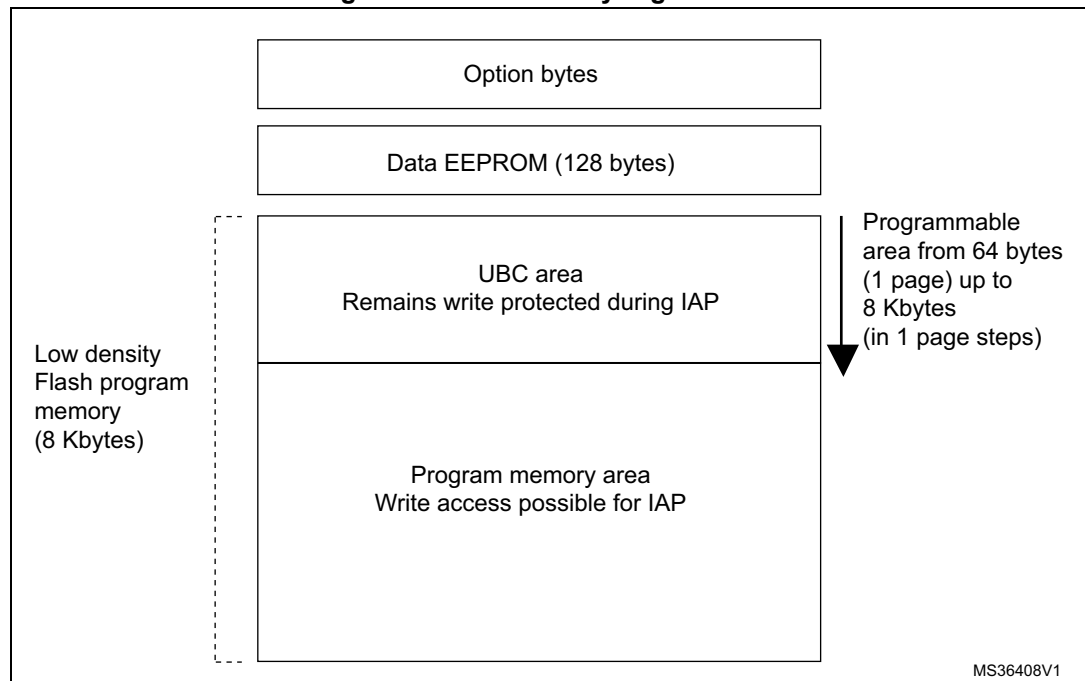 Option bytes
Data EEPROM (128 bytes)
Programmable
area from 64 bytes
(1 page) up to
8 Kbytes
(in 1 page steps)
UBC area
Remains write protected during IAP
Low density
Flash program
memory
(8 Kbytes)
Program memory area
Write access possible for IAP
MS36408V1